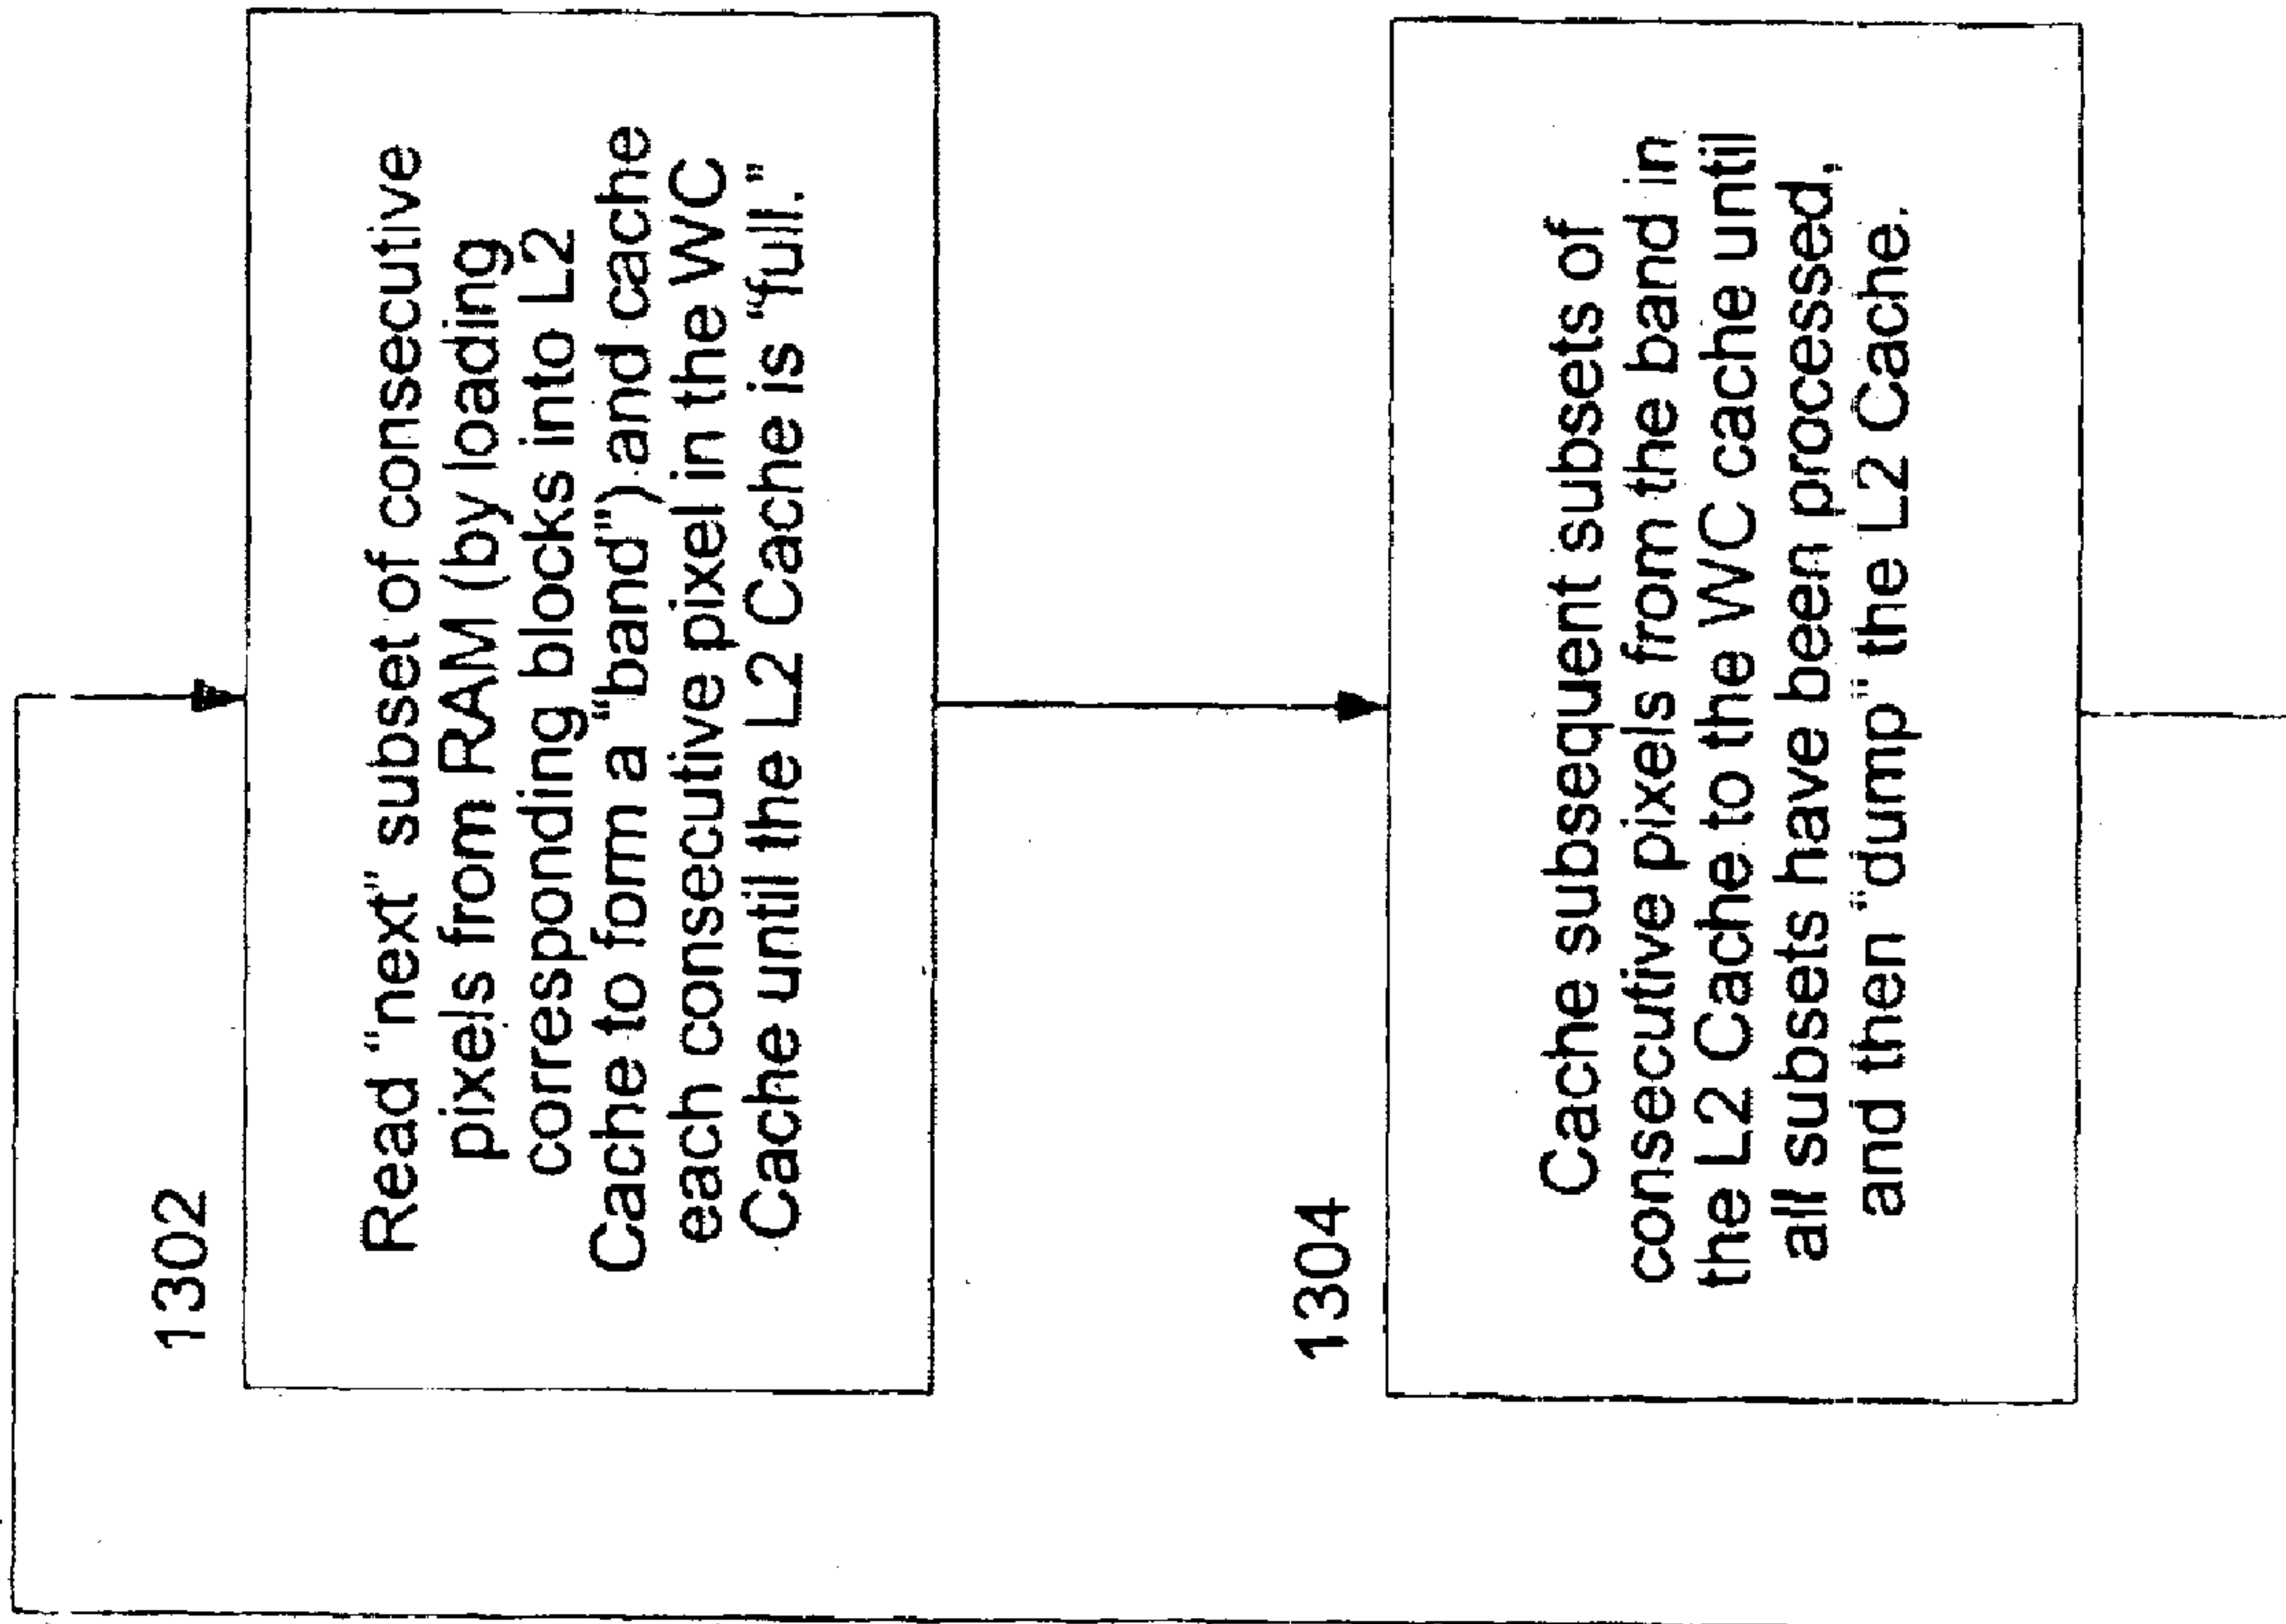 1302
Read "next" subset of consecutive
pixels from RAM (by loading
corresponding blocks into L2
Cache to form a "band") and cache
each consecutive pixel in the WC
Cache until the L2 Cache is "full."
1304
Cache subsequent subsets of
consecutive pixels from the band in
the L2 Cache to the WC cache until
all subsets have been processed,
and then "dump" the L2 Cache.